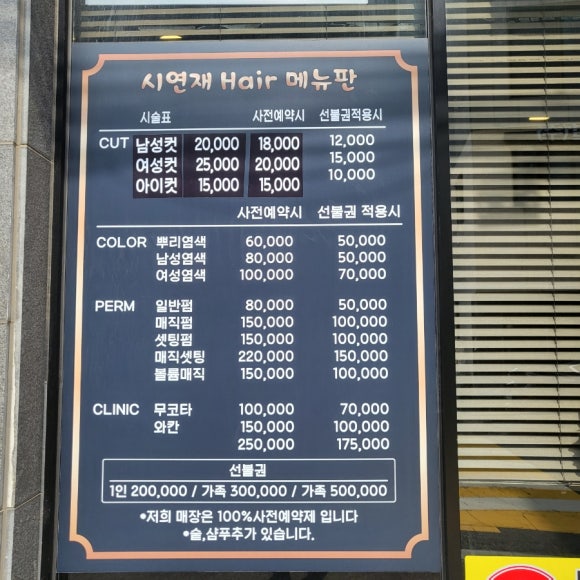 시연재 Hair 메뉴판
시술표 사전예약시 선불권적용시
CUT 남성컷 20,000 18,000 12,000
여성컷 25,000 20,000 15,000
아이컷 15,000 15,000 10,000
사전예약시 선불권 적용시
COLOR 뿌리염색 60,000 50,000
남성염색 80,000 50,000
여성염색 100,000 70,000
PERM 일반펌 80,000 50,000
매직펌 150,000 100,000
셋팅펌 150,000 100,000
매직셋팅 220,000 150,000
볼륨매직 150,000 100,000
CLINIC 무코타 100,000 70,000
와칸 150,000 100,000
250,000 175,000
선불권
1인 200,000 / 가족 300,000 / 가족 500,000
•저희 매장은 100%사전예약제 입니다
•술,샴푸추가 있습니다.